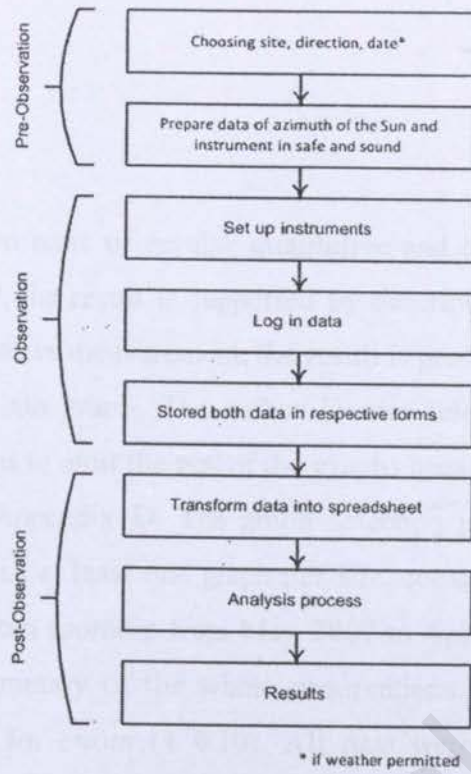 Pre-Observation
Choosing site, direction, date*
Prepare data of azimuth of the Sun and
instrument in safe and sound
Observation
Set up instruments
Log in data
Stored both data in respective forms
Post-Observation
Transform data into spreadsheet
Analysis process
Results
* if weather permitted